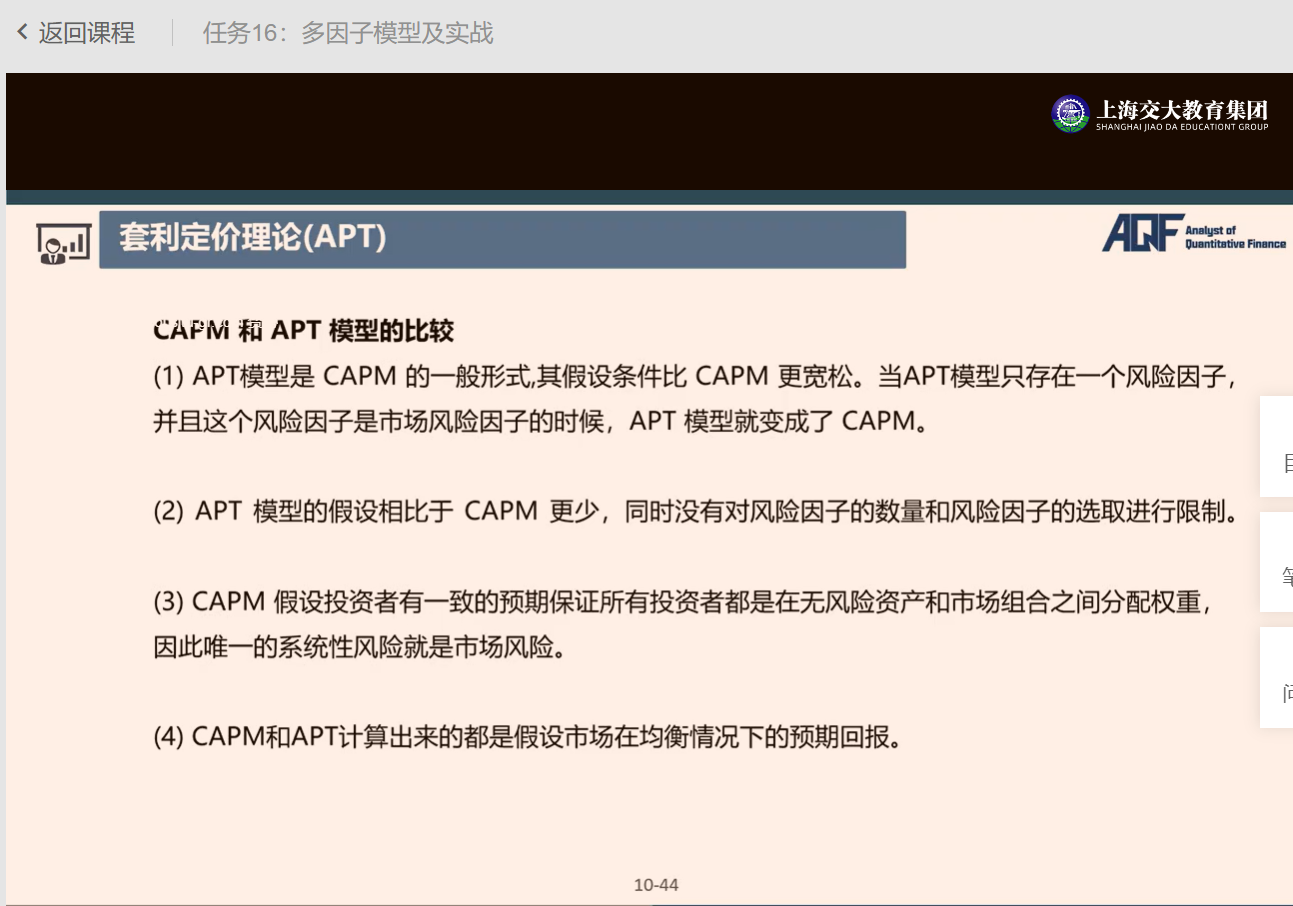 返回课程
任务16：多因子模型及实战
上海交大教育集团
SHANGHAI JIAO DA EDUCATIONT GROUP
套利定价理论(APT)
AQF Analyst of
Quantitative Finance
CAPM 和 APT 模型的比较
(1) APT模型是 CAPM 的一般形式,其假设条件比 CAPM 更宽松。当APT模型只存在一个风险因子，
并且这个风险因子是市场风险因子的时候，APT 模型就变成了 CAPM。
(2) APT 模型的假设相比于 CAPM 更少，同时没有对风险因子的数量和风险因子的选取进行限制。
(3) CAPM 假设投资者有一致的预期保证所有投资者都是在无风险资产和市场组合之间分配权重，
因此唯一的系统性风险就是市场风险。
(4) CAPM和APT计算出来的都是假设市场在均衡情况下的预期回报。
10-44